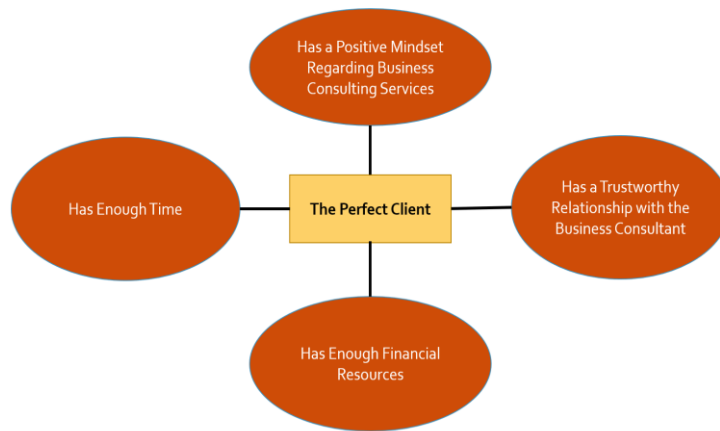 Has a Positive Mindset
Regarding Business
Consulting Services
Has Enough Time
The Perfect Client
Has a Trustworthy
Relationship with the
Business Consultant
Has Enough Financial
Resources